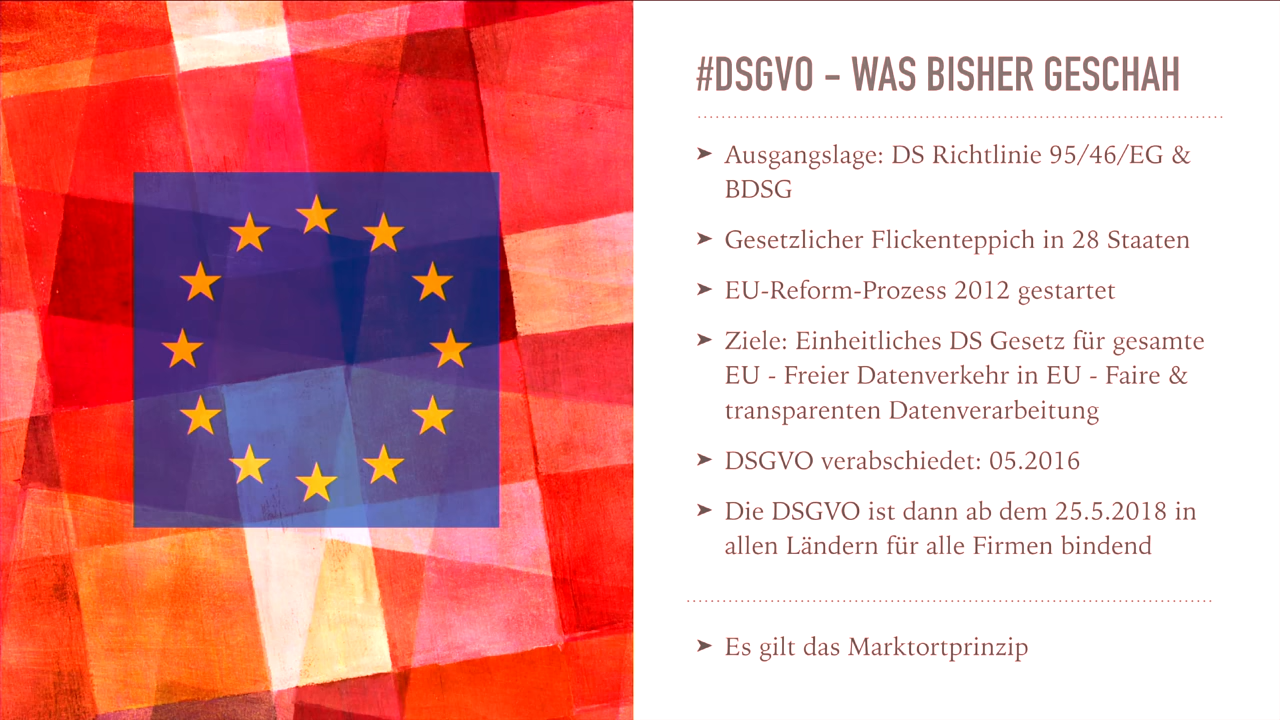 #DSGVO - WAS BISHER GESCHAH
➤ Ausgangslage: DS Richtlinie 95/46/EG &
BDSG
➤ Gesetzlicher Flickenteppich in 28 Staaten
➤ EU-Reform-Prozess 2012 gestartet
➤ Ziele: Einheitliches DS Gesetz für gesamte
EU - Freier Datenverkehr in EU - Faire &
transparenten Datenverarbeitung
➤ DSGVO verabschiedet: 05.2016
➤ Die DSGVO ist dann ab dem 25.5.2018 in
allen Ländern für alle Firmen bindend
➤ Es gilt das Marktortprinzip